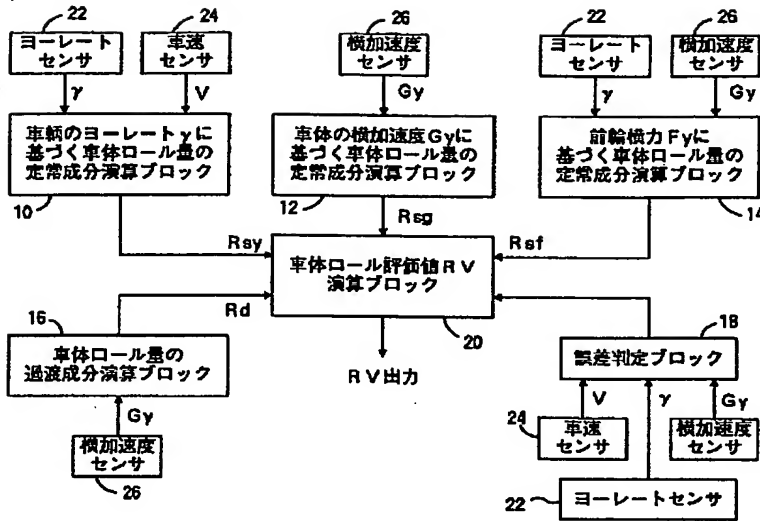 22
24
26
22
26
ヨーレート
センサ
車速
センサ
横加速度
センサ
ヨーレート
センサ
横加速度
センサ
γ
V
Gy
γ
Gy
車輌のヨーレートγに
基づく車体ロール量の
定常成分演算ブロック
車体の横加速度Gyに
基づく車体ロール量の
定常成分演算ブロック
前輪横力Fyに
基づく車体ロール量の
定常成分演算ブロック
10
12
14
Rsy
Rsg
Rsf
車体ロール評価値RV
演算ブロック
16
Rd
20
18
車体ロール量の
過渡成分演算ブロック
RV出力
誤差判定ブロック
Gy
V
γ
Gy
横加速度
センサ
26
24
車速
センサ
横加速度
センサ
22
ヨーレートセンサ